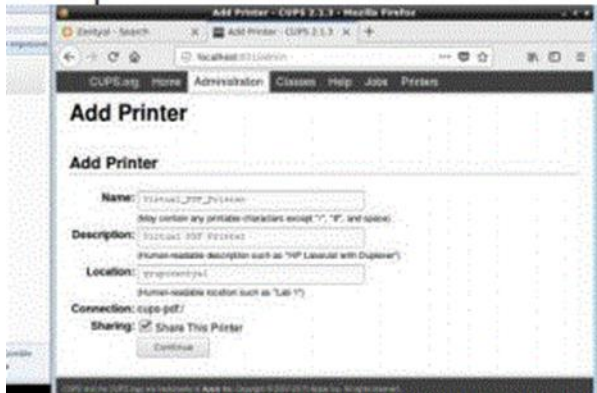 Add Printer - CUPS 2.1.3 - Mozilla Firefox
Zentyal - Search
Add Printer - CUPS 2.1.3
CUPS.org Home Administration Classes Help Jobs Printers
Add Printer
Add Printer
Name: Virtual_PDF_Printer
(May contain any printable characters except "/", "#", and space)
Description: Virtual PDF Printer
(Human-readable description such as "HP LaserJet with Duplexer")
Location:
(Human-readable location such as "Lab 1")
Connection: cups-pdf:/
Sharing: Share This Printer
Continue